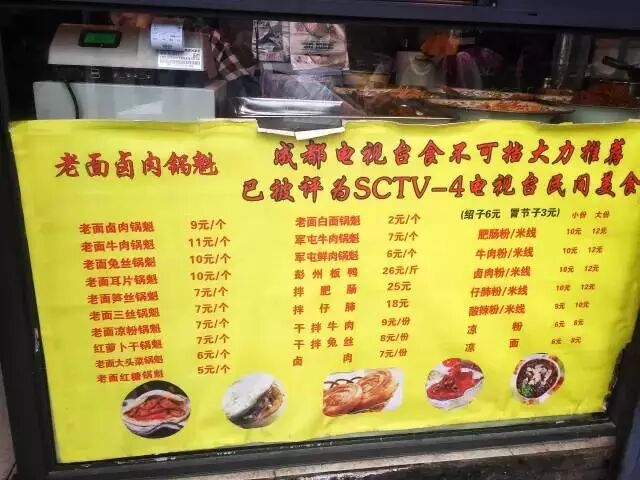 老面卤肉锅魁
成都电视台食不可拈大力推荐
已被评为SCTV-4电视台民间美食
老面卤肉锅魁 9元/个
老面牛肉锅魁 11元/个
老面兔丝锅魁 10元/个
老面耳片锅魁 10元/个
老面笋丝锅魁 7元/个
老面三丝锅魁 7元/个
老面凉粉锅魁 7元/个
红萝卜干锅魁 7元/个
老面大头菜锅魁 6元/个
老面红糖锅魁 5元/个
老面白面锅魁 2元/个
军屯牛肉锅魁 7元/个
军屯鲜肉锅魁 6元/个
彭州板鸭 26元/斤
拌肥肠 25元
拌仔肺 18元
干拌牛肉 9元/份
干拌兔丝 8元/份
卤肉 7元/份
(绍子6元 冒节子3元) 小份 大份
肥肠粉/米线 10元 12元
牛肉粉/米线 10元 12元
卤肉粉/米线 10元 12元
仔肺粉/米线 10元 12元
酸辣粉/米线 10元
凉粉 6元 8元
凉面 6元